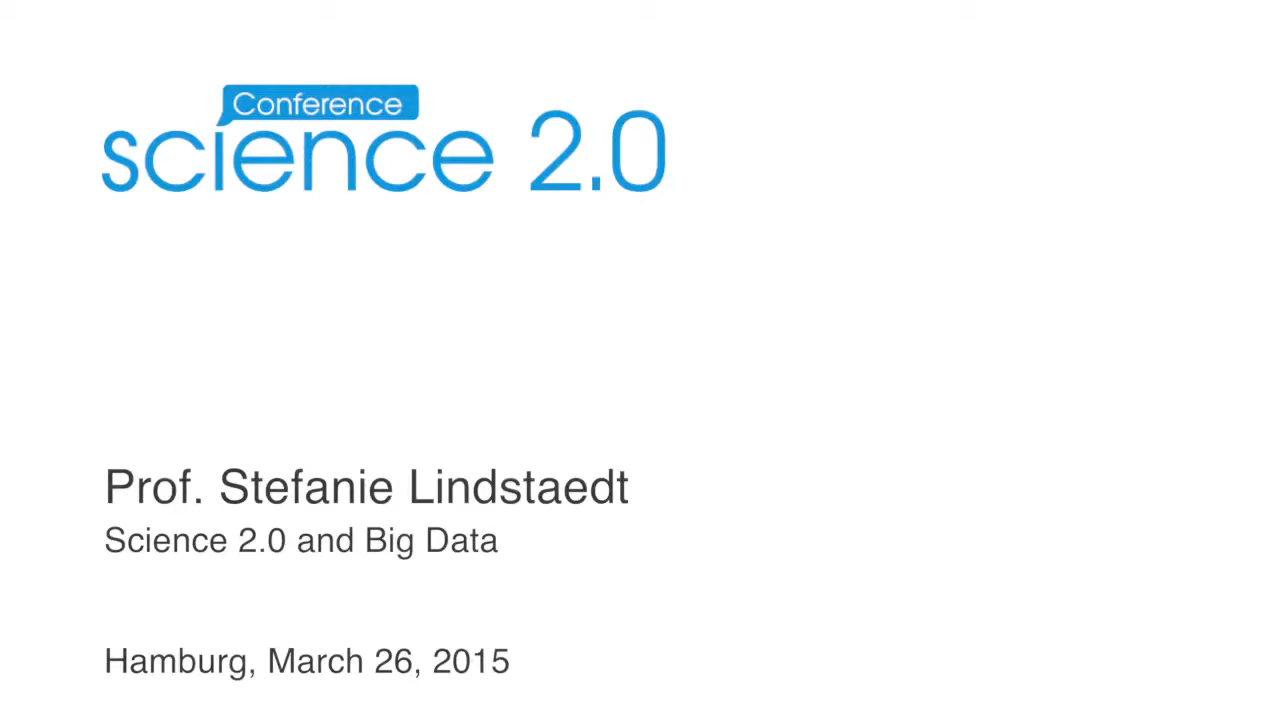 Conference
science 2.0
Prof. Stefanie Lindstaedt
Science 2.0 and Big Data
Hamburg, March 26, 2015